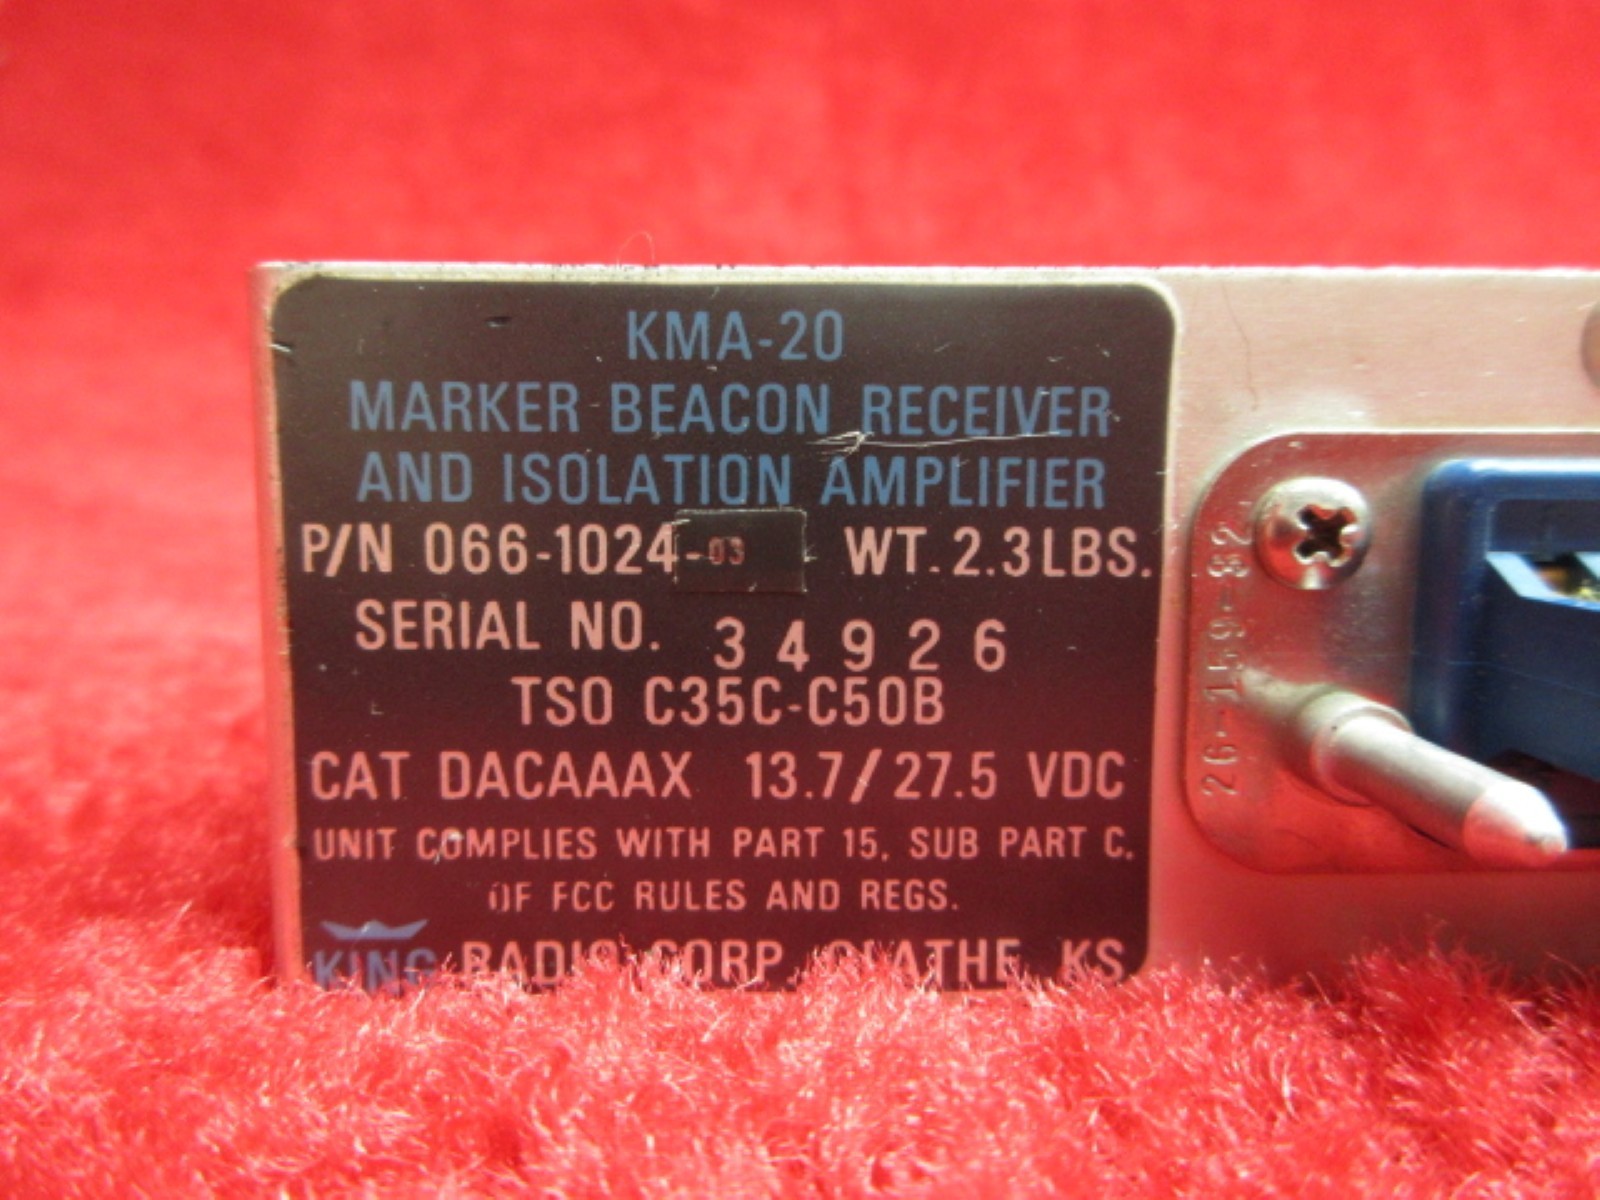 KMA-20
MARKER BEACON RECEIVER
AND ISOLATION AMPLIFIER
P/N 066-1024-03 WT. 2.3 LBS.
SERIAL NO. 34926
TSO C35C-C50B
CAT DACAAAX 13.7/27.5 VDC
UNIT COMPLIES WITH PART 15, SUB PART C,
OF FCC RULES AND REGS.
KING RADIO CORP. OLATHE, KS
26-159-32